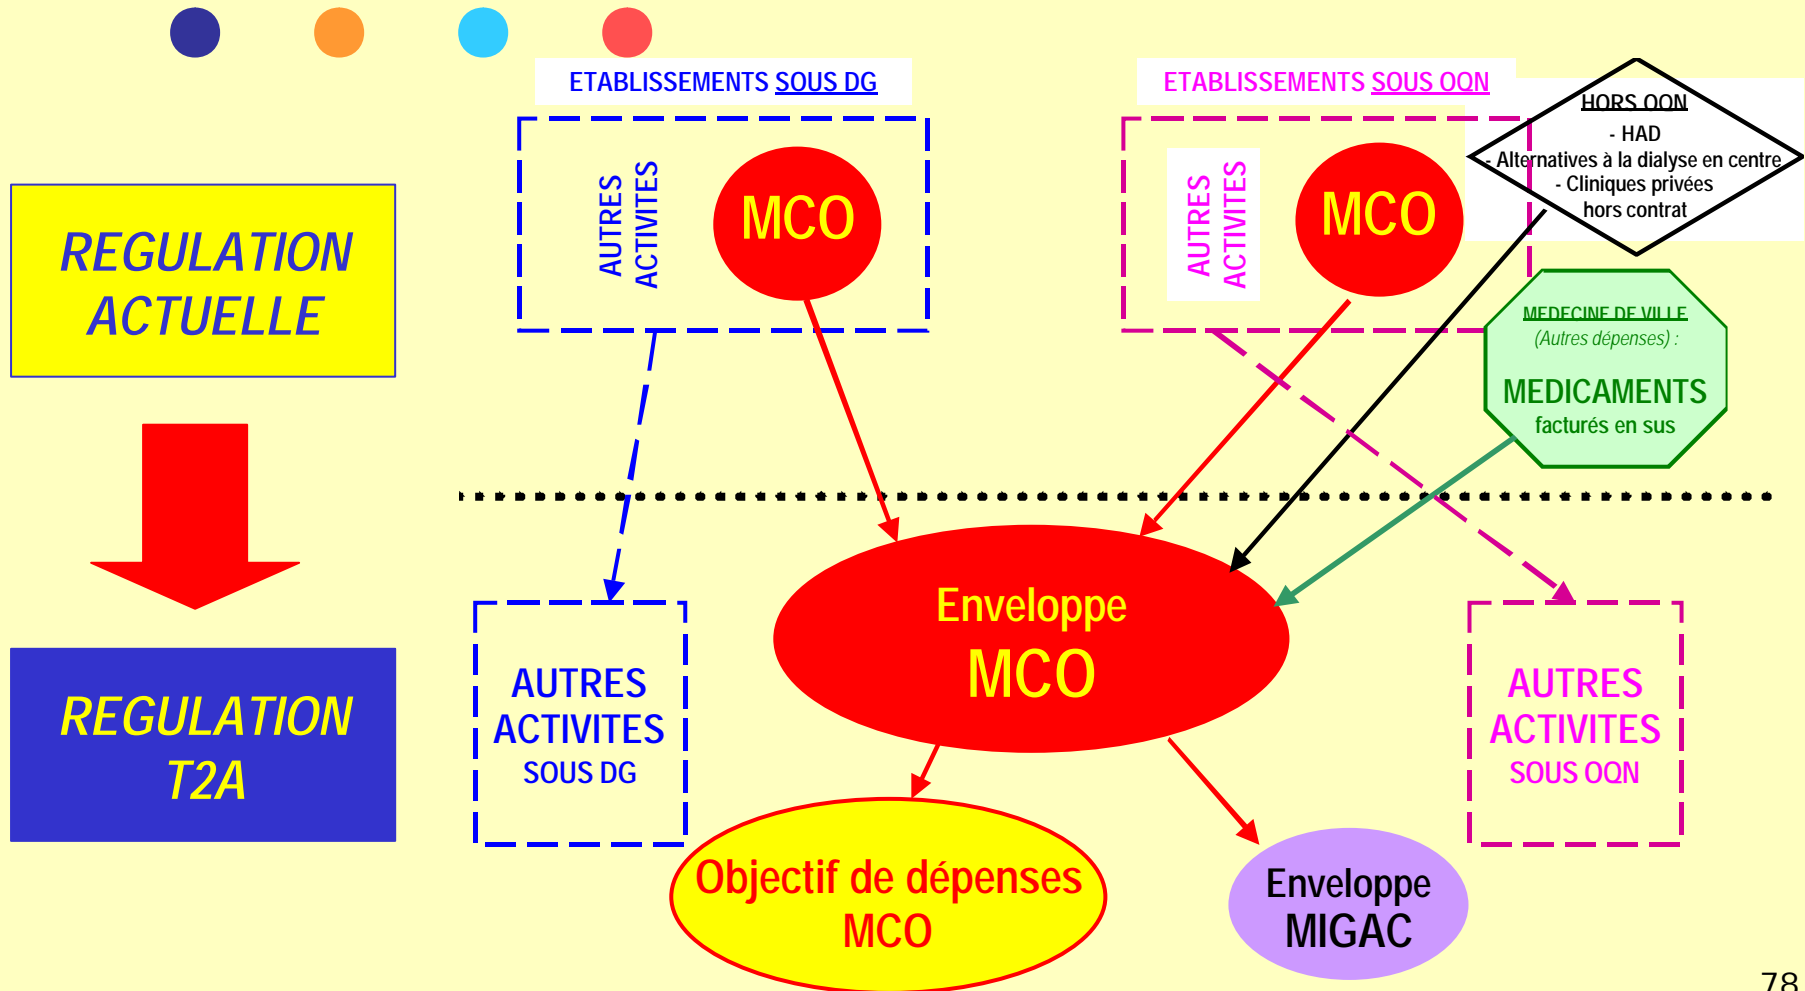 ETABLISSEMENTS SOUS DG
ETABLISSEMENTS SOUS OQN
HORS OQN
- HAD
- Alternatives à la dialyse en centre
- Cliniques privées
hors contrat
AUTRES
ACTIVITES
MCO
AUTRES
ACTIVITES
MCO
REGULATION
ACTUELLE
MEDECINE DE VILLE
(Autres dépenses) :
MEDICAMENTS
facturés en sus
Enveloppe
MCO
REGULATION
T2A
AUTRES
ACTIVITES
SOUS DG
AUTRES
ACTIVITES
SOUS OQN
Objectif de dépenses
MCO
Enveloppe
MIGAC
78